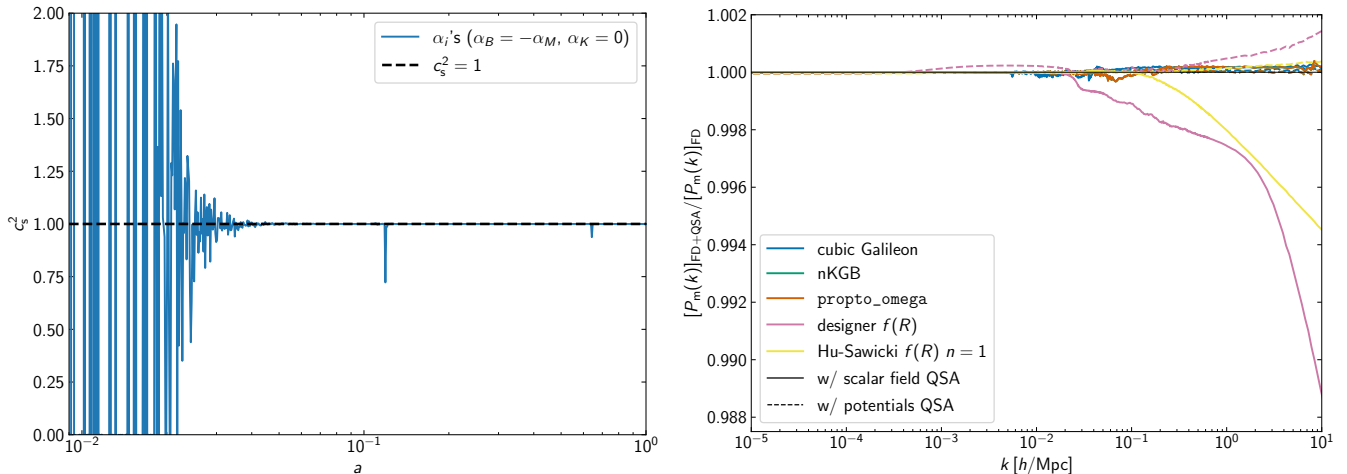 2.00
1.75
1.50
1.25
1.00
0.75
0.50
0.25
0.00
c_s^2
10^{-2}
10^{-1}
10^0
a
α_i's (α_B = −α_M, α_K = 0)
c_s^2 = 1
1.002
1.000
0.998
0.996
0.994
0.992
0.990
0.988
[P_m(k)]_{FD+QSA}/[P_m(k)]_{FD}
cubic Galileon
nKGB
propto_omega
designer f(R)
Hu-Sawicki f(R) n = 1
w/ scalar field QSA
w/ potentials QSA
10^{-5}
10^{-4}
10^{-3}
10^{-2}
10^{-1}
10^0
10^1
k [h/Mpc]